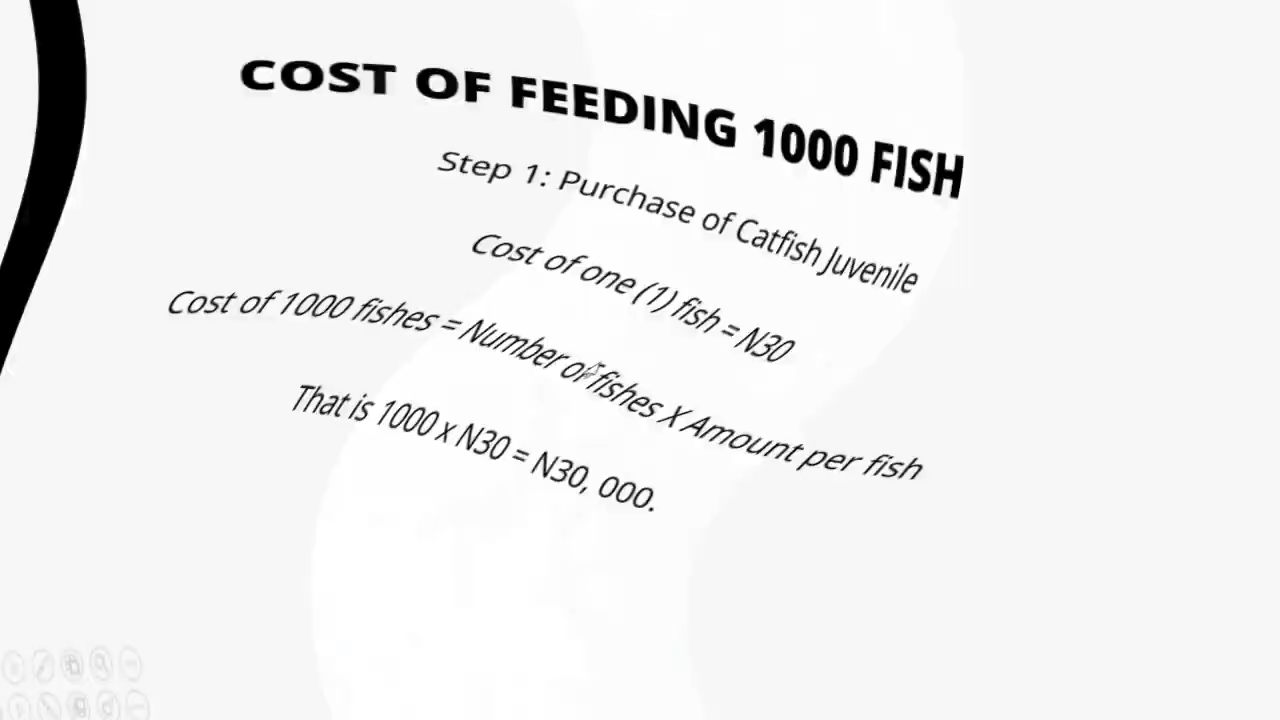 COST OF FEEDING 1000 FISH
Step 1: Purchase of Catfish Juvenile
Cost of one (1) fish = N30
Cost of 1000 fishes = Number of fishes X Amount per fish
That is 1000 x N30 = N30, 000.